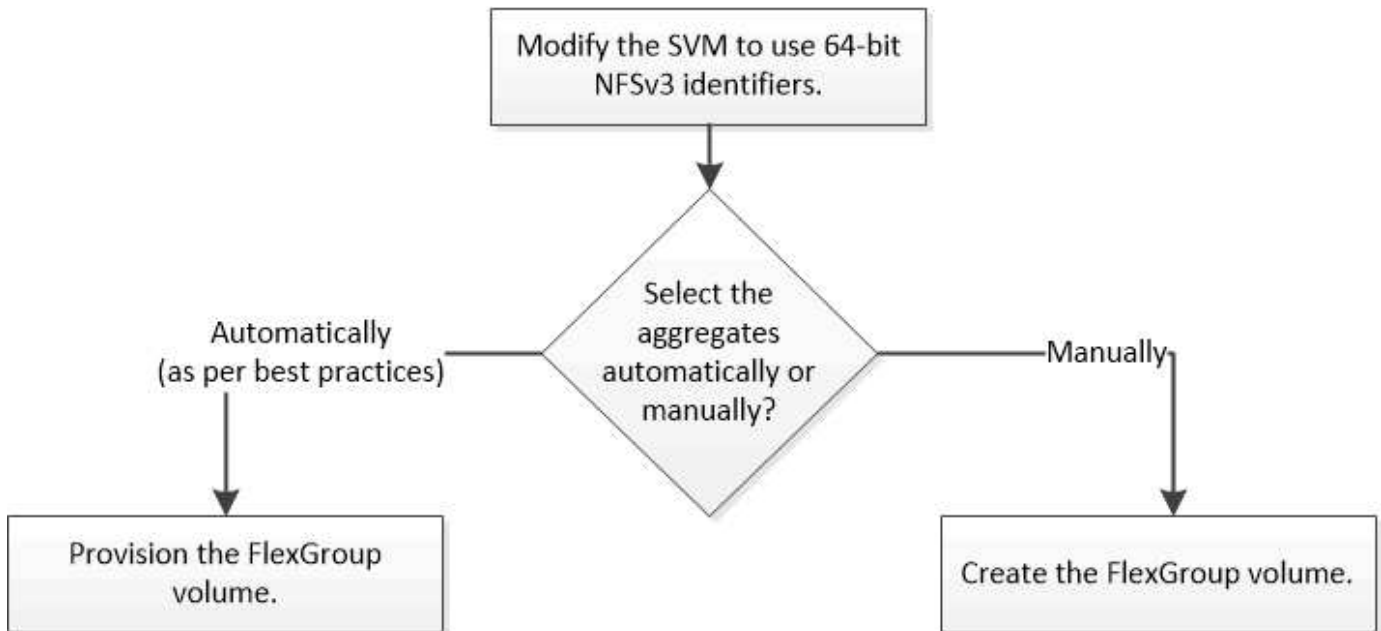 Modify the SVM to use 64-bit
NFSv3 identifiers.
Select the
aggregates
automatically or
manually?
Automatically
(as per best practices)
Manually
Provision the FlexGroup
volume.
Create the FlexGroup volume.